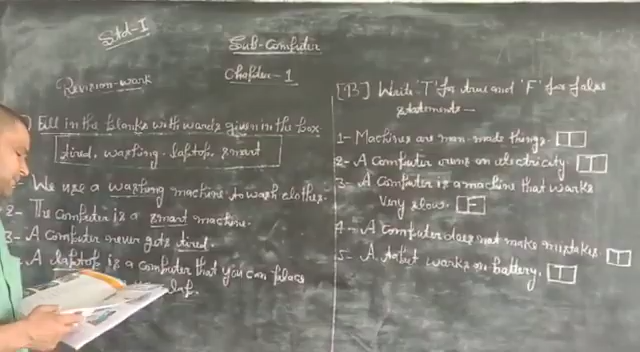 Std-I
Sub-Computer
Chapter-1
Revision-work
) Fill in the blanks with words given in the box
tired, washing, laptop, smart
We use a washing machine to wash clothes.
2- The computer is a smart machine.
3- A computer never gets tired.
A laptop is a computer that you can place
lap.
[B] Write 'T' for true and 'F' for false
statements-
1- Machines are man-made things. T
2- A Computer runs on electricity. T
3- A Computer is a machine that works
very slow. F
4- A Computer does not make mistakes T
5- A tablet works on battery. T